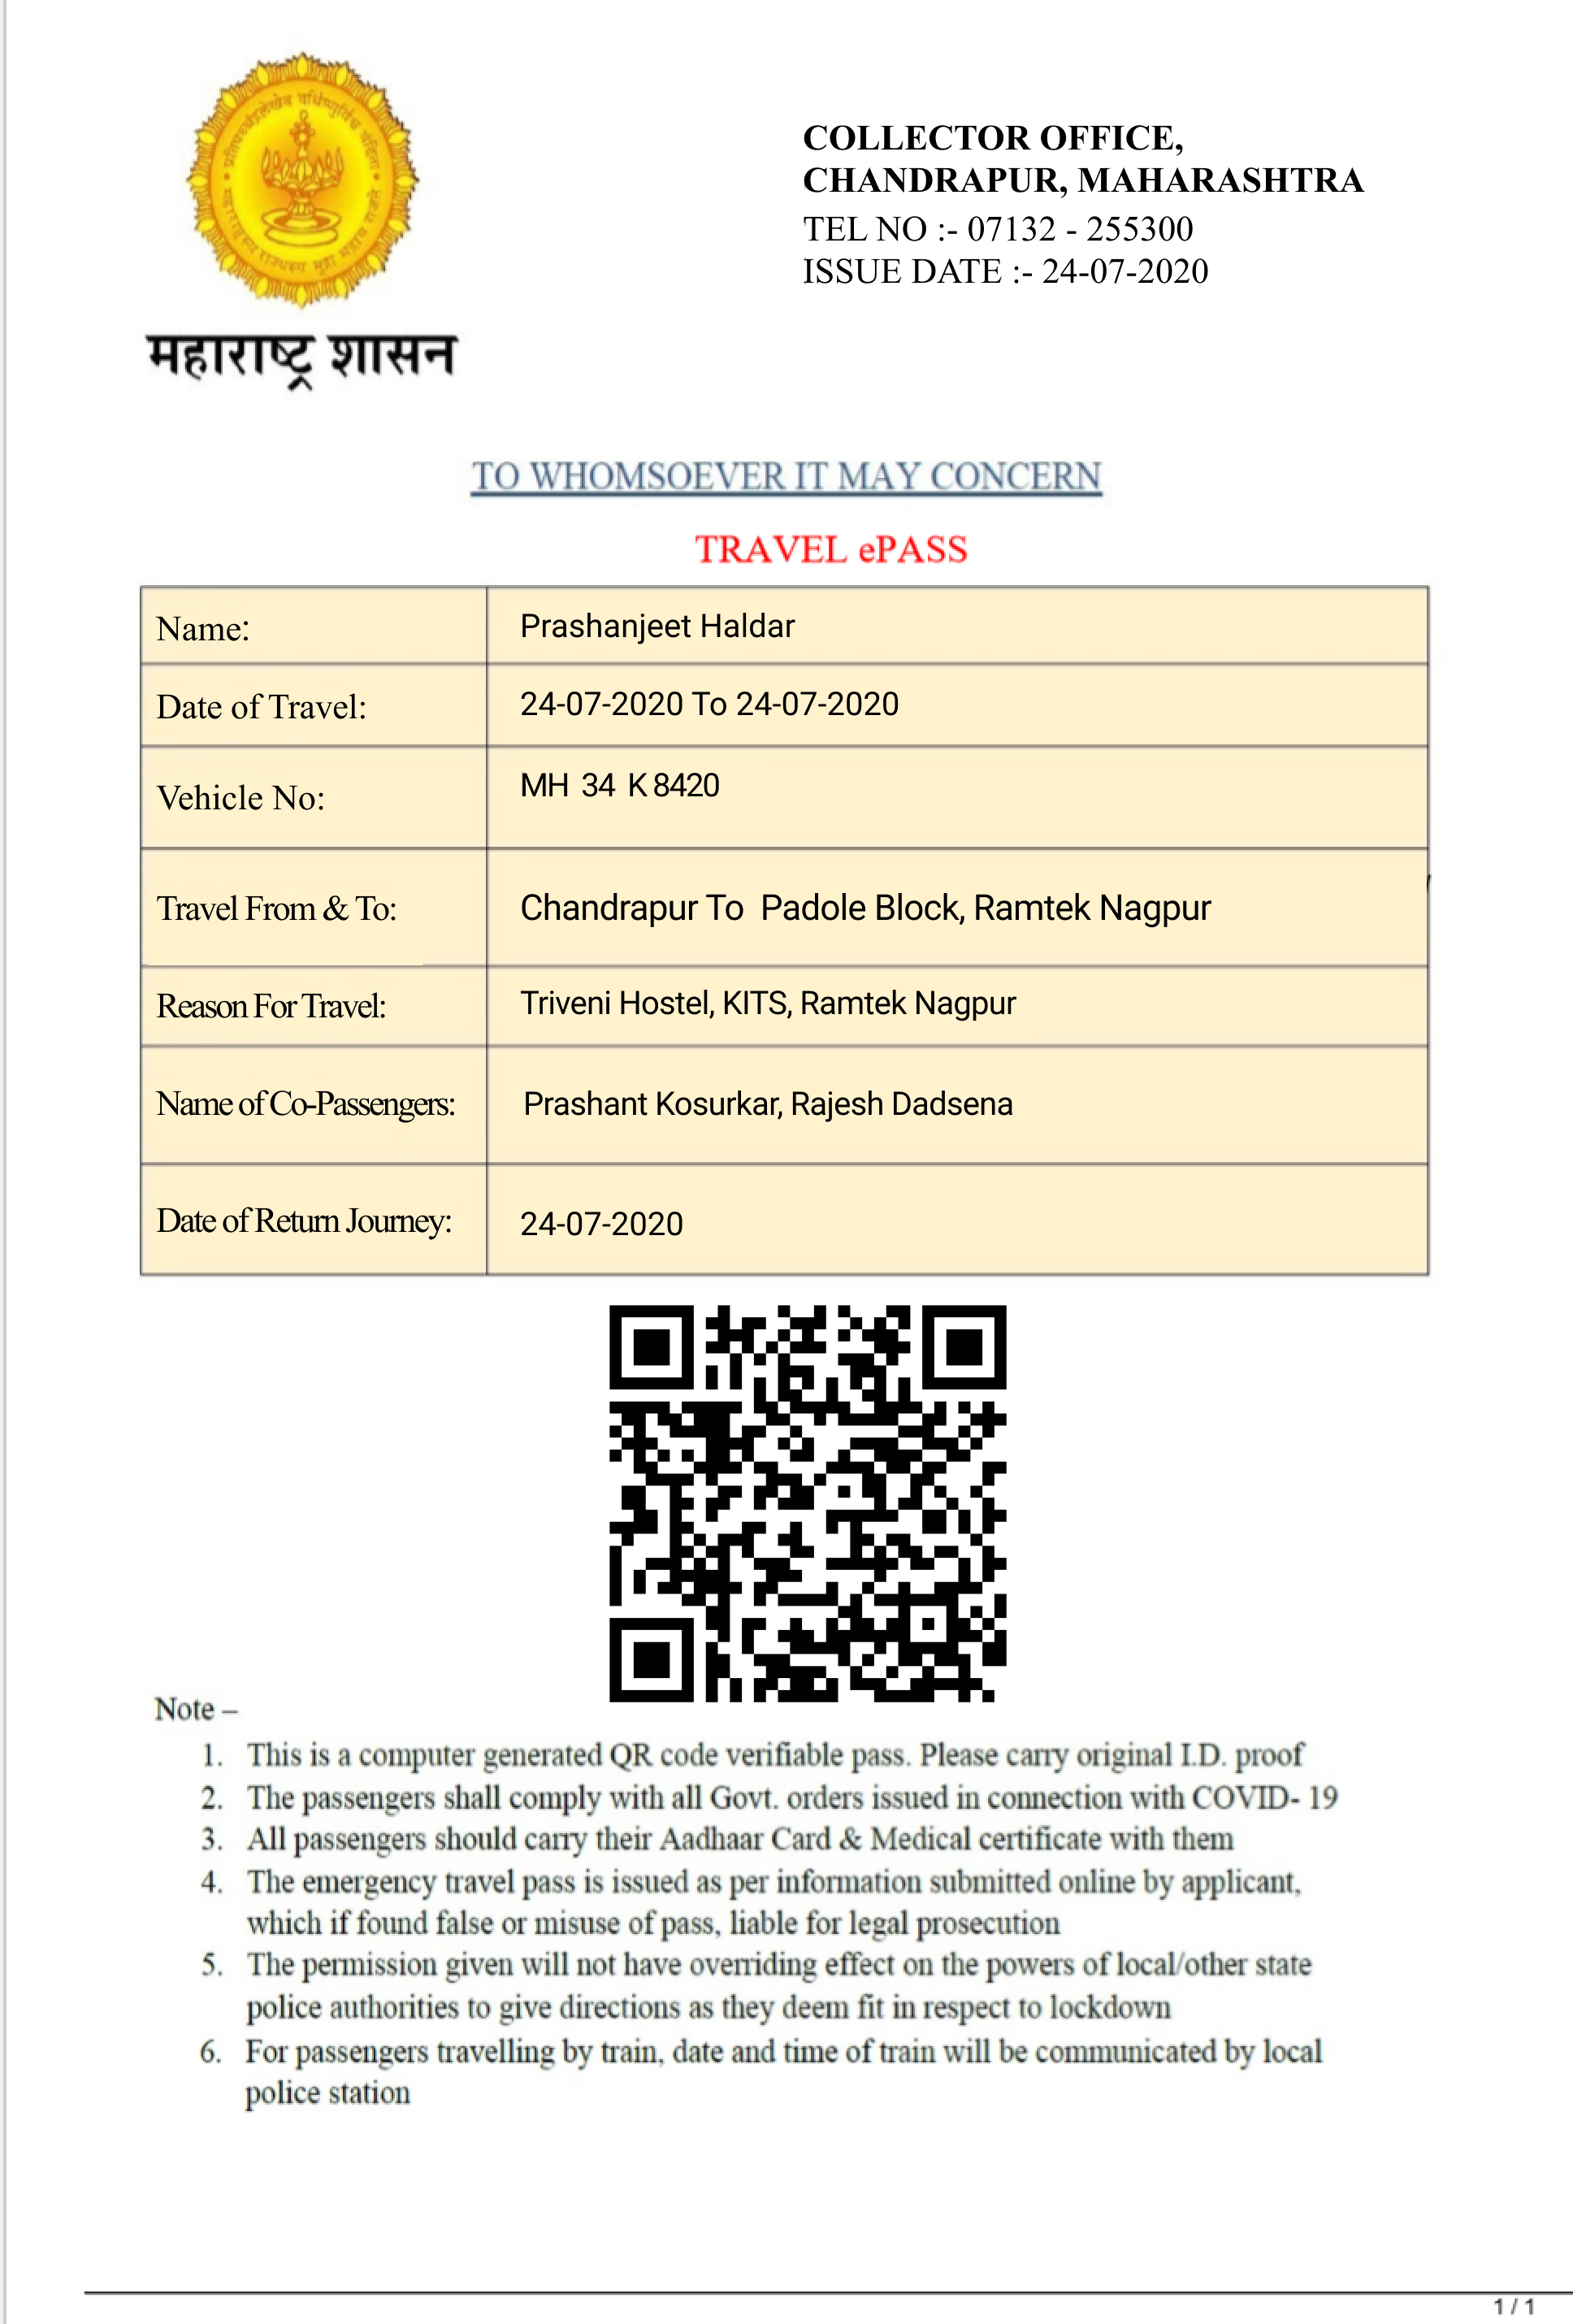 महाराष्ट्र शासन
COLLECTOR OFFICE,
CHANDRAPUR, MAHARASHTRA
TEL NO :- 07132 - 255300
ISSUE DATE :- 24-07-2020
TO WHOMSOEVER IT MAY CONCERN
TRAVEL ePASS
Name: Prashanjeet Haldar
Date of Travel: 24-07-2020 To 24-07-2020
Vehicle No: MH 34 K 8420
Travel From & To: Chandrapur To Padole Block, Ramtek Nagpur
Reason For Travel: Triveni Hostel, KITS, Ramtek Nagpur
Name of Co-Passengers: Prashant Kosurkar, Rajesh Dadsena
Date of Return Journey: 24-07-2020
Note –
1. This is a computer generated QR code verifiable pass. Please carry original I.D. proof
2. The passengers shall comply with all Govt. orders issued in connection with COVID- 19
3. All passengers should carry their Aadhaar Card & Medical certificate with them
4. The emergency travel pass is issued as per information submitted online by applicant,
which if found false or misuse of pass, liable for legal prosecution
5. The permission given will not have overriding effect on the powers of local/other state
police authorities to give directions as they deem fit in respect to lockdown
6. For passengers travelling by train, date and time of train will be communicated by local
police station
1 / 1